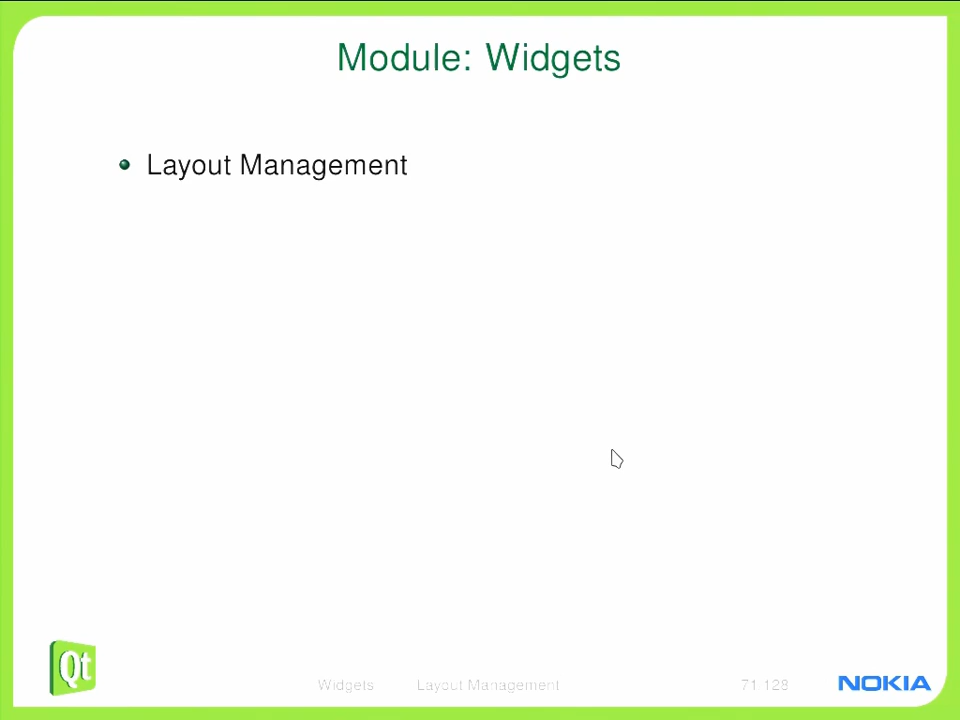 Module: Widgets
Layout Management
Qt
Widgets Layout Management 71/128
NOKIA